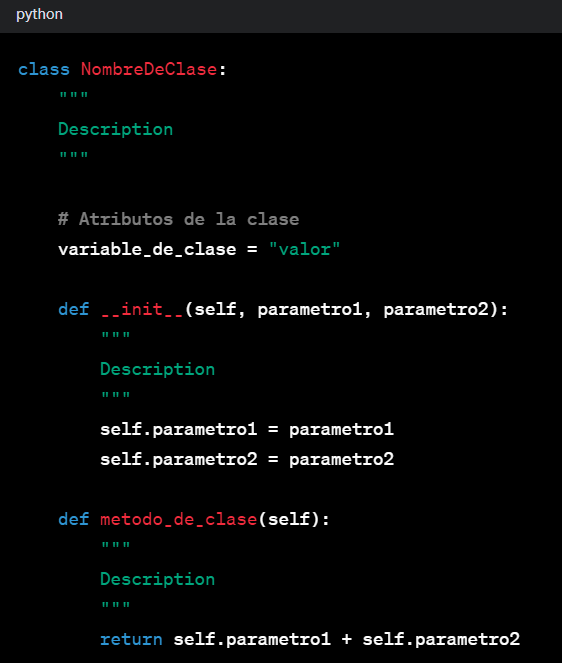 python
class NombreDeClase:
    """
    Description
    """
    # Atributos de la clase
    variable_de_clase = "valor"
    def __init__(self, parametro1, parametro2):
        """
        Description
        """
        self.parametro1 = parametro1
        self.parametro2 = parametro2
    def metodo_de_clase(self):
        """
        Description
        """
        return self.parametro1 + self.parametro2